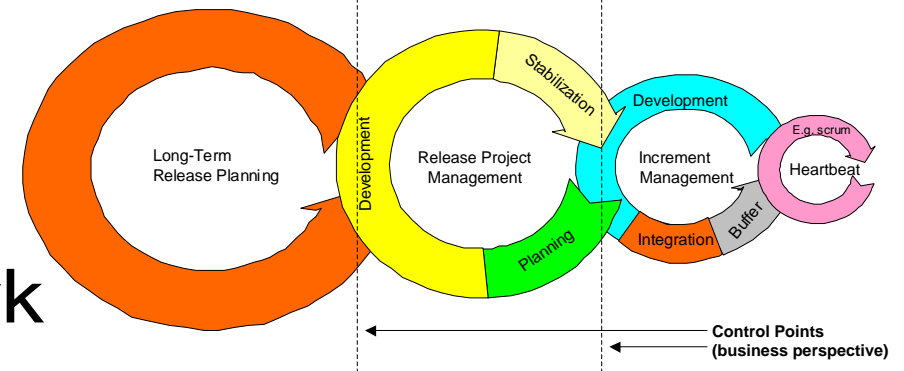 Long-Term
Release Planning
Development
Stabilization
Release Project
Management
Planning
Development
Increment
Management
Integration
Buffer
E.g. scrum
Heartbeat
k
Control Points
(business perspective)